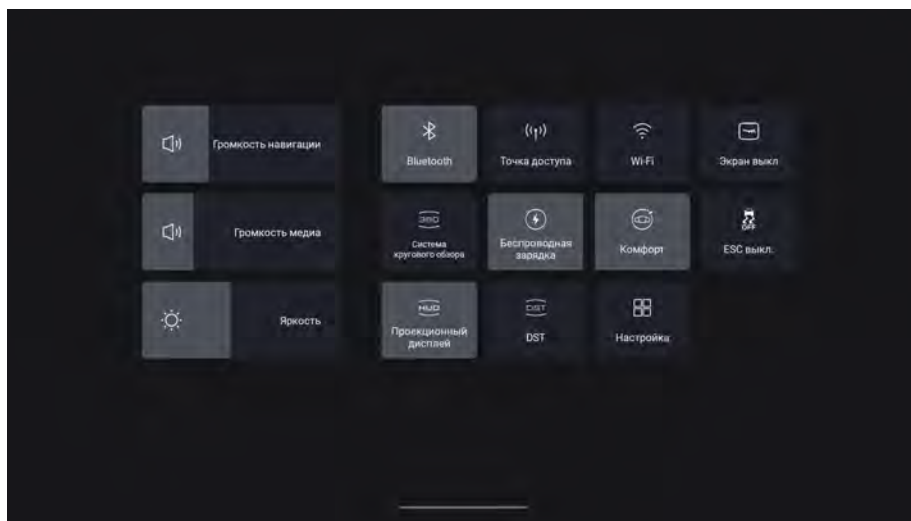 Громкость навигации
Bluetooth
Точка доступа
Wi-Fi
Экран выкл
Громкость медиа
360
Система
кругового обзора
Беспроводная
зарядка
Комфорт
OFF
ESC выкл.
Яркость
HUD
Проекционный
дисплей
DST
DST
Настройка